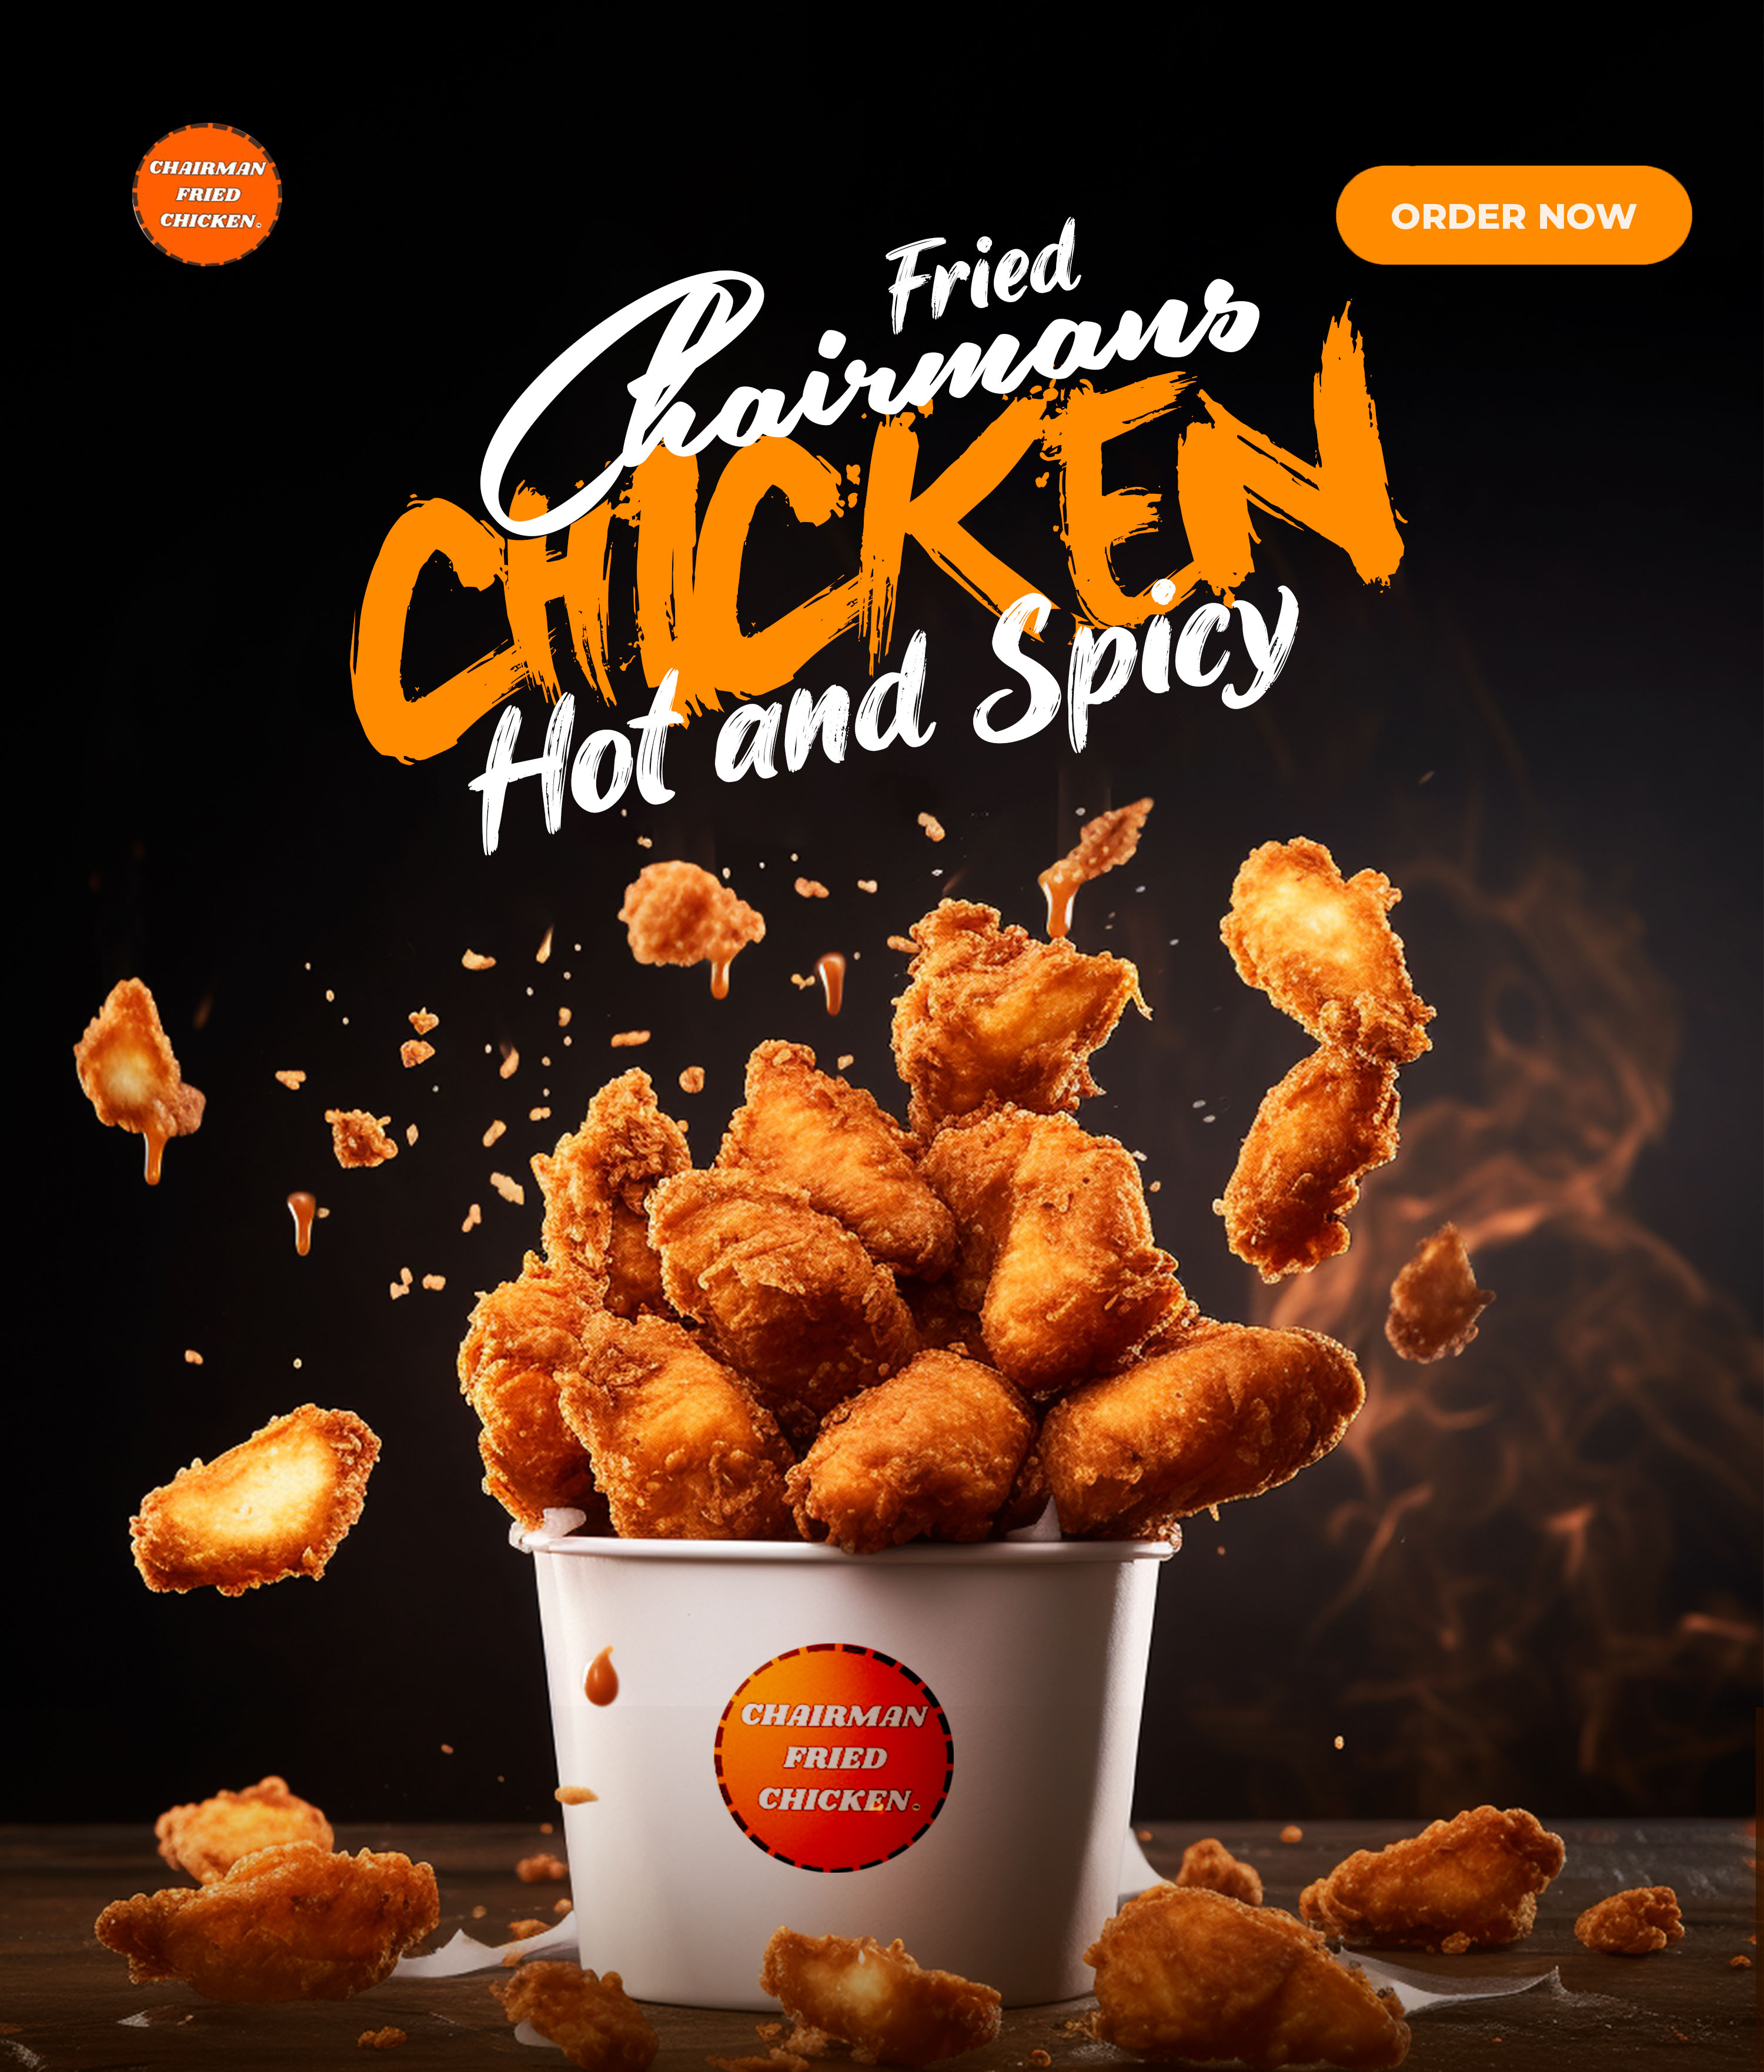 CHAIRMAN
FRIED
CHICKEN
ORDER NOW
Fried
Chairmans
CHICKEN
Hot and Spicy
CHAIRMAN
FRIED
CHICKEN